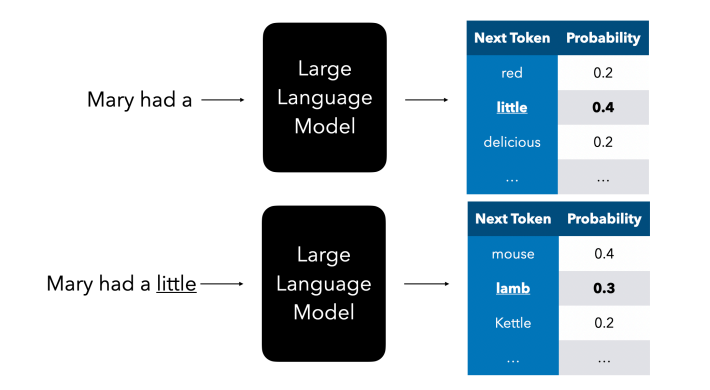 Mary had a
Large
Language
Model
Next Token Probability
red 0.2
little 0.4
delicious 0.2
... ...
Mary had a little
Large
Language
Model
Next Token Probability
mouse 0.4
lamb 0.3
Kettle 0.2
... ...